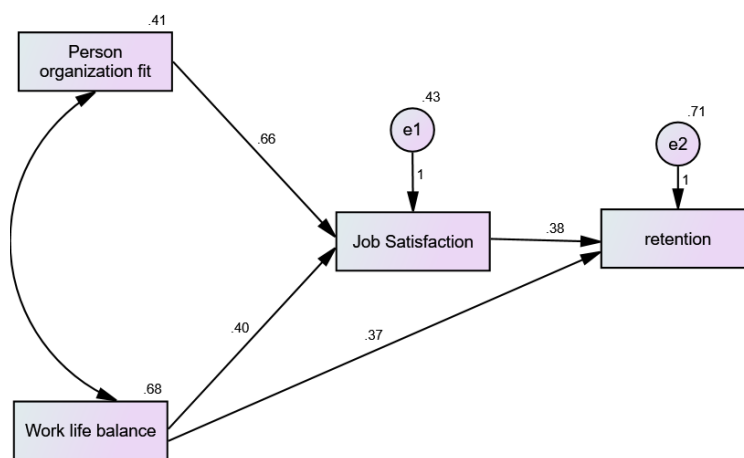 .41
Person
organization fit
.43
e1
.71
e2
.66
1
1
Job Satisfaction
.38
retention
.40
.37
.68
Work life balance